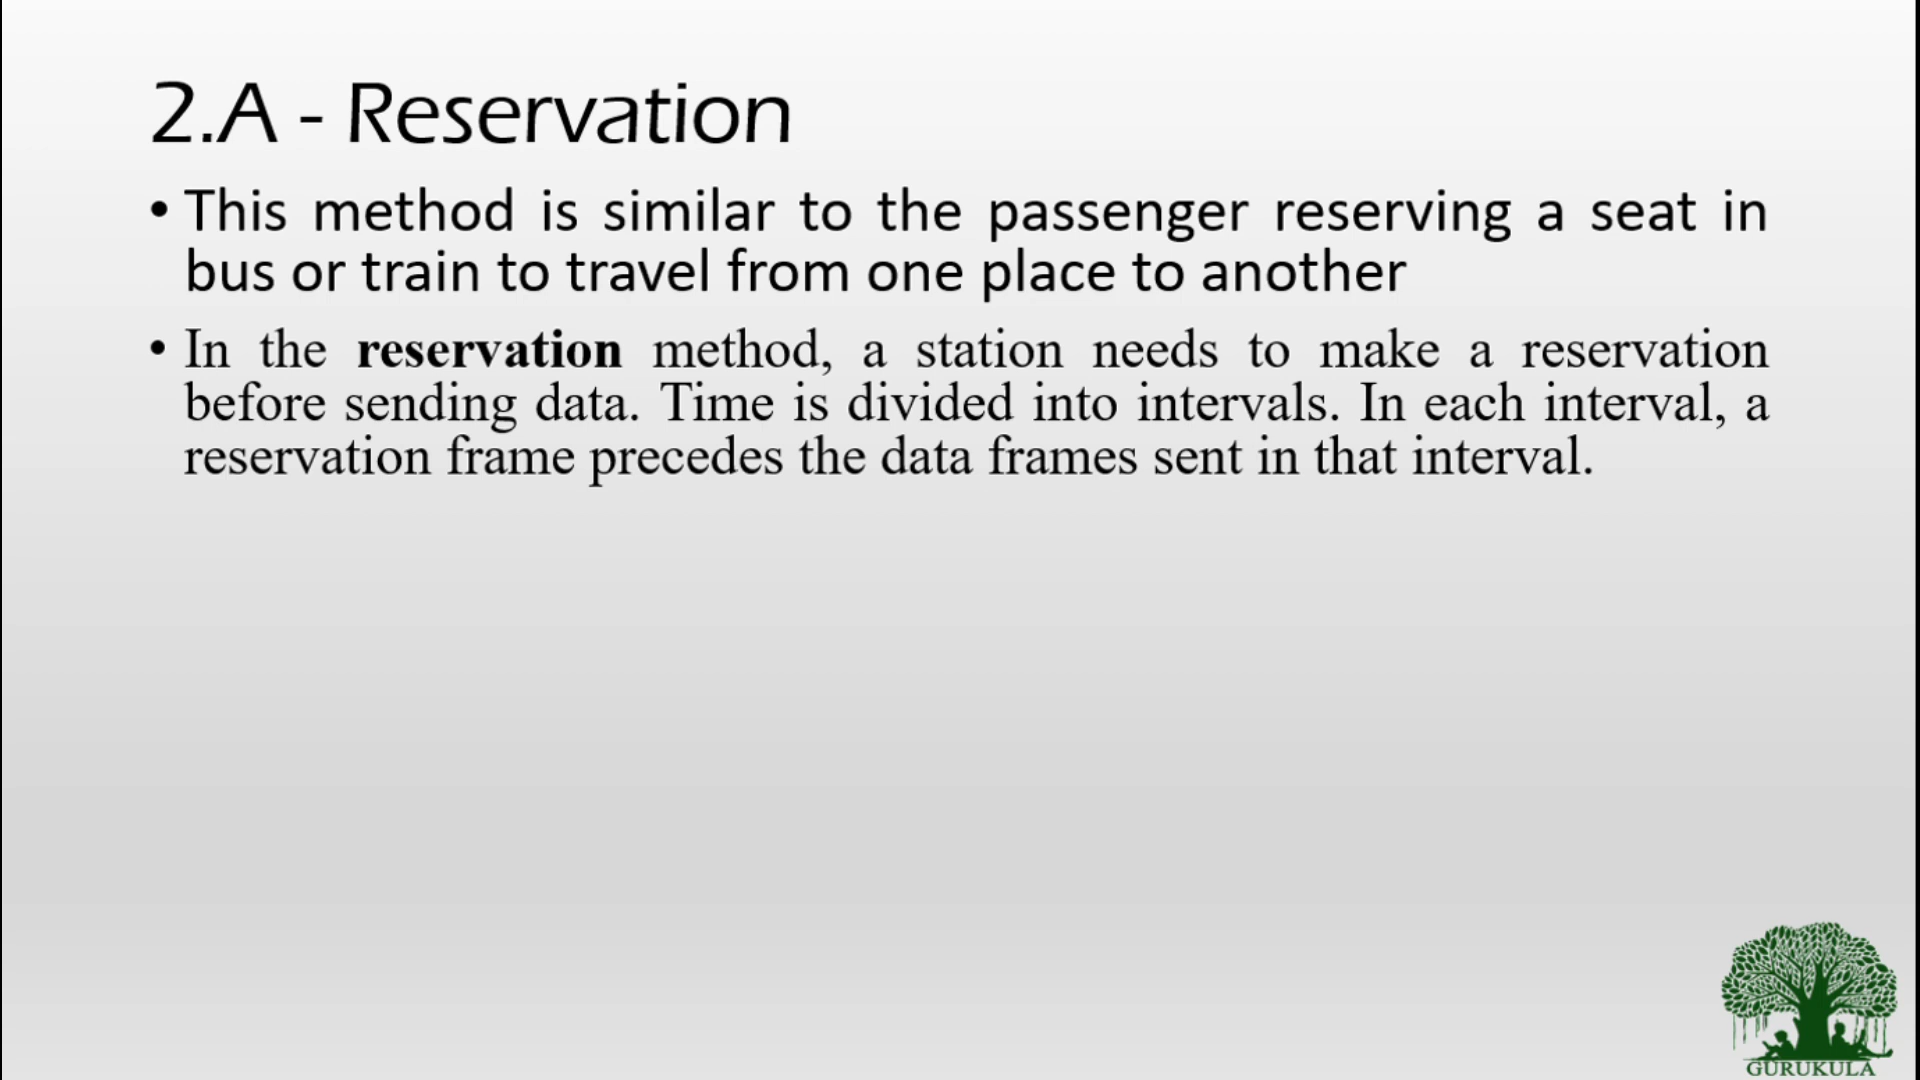 2.A - Reservation
• This method is similar to the passenger reserving a seat in
bus or train to travel from one place to another
• In the reservation method, a station needs to make a reservation
before sending data. Time is divided into intervals. In each interval, a
reservation frame precedes the data frames sent in that interval.
GURUKULA